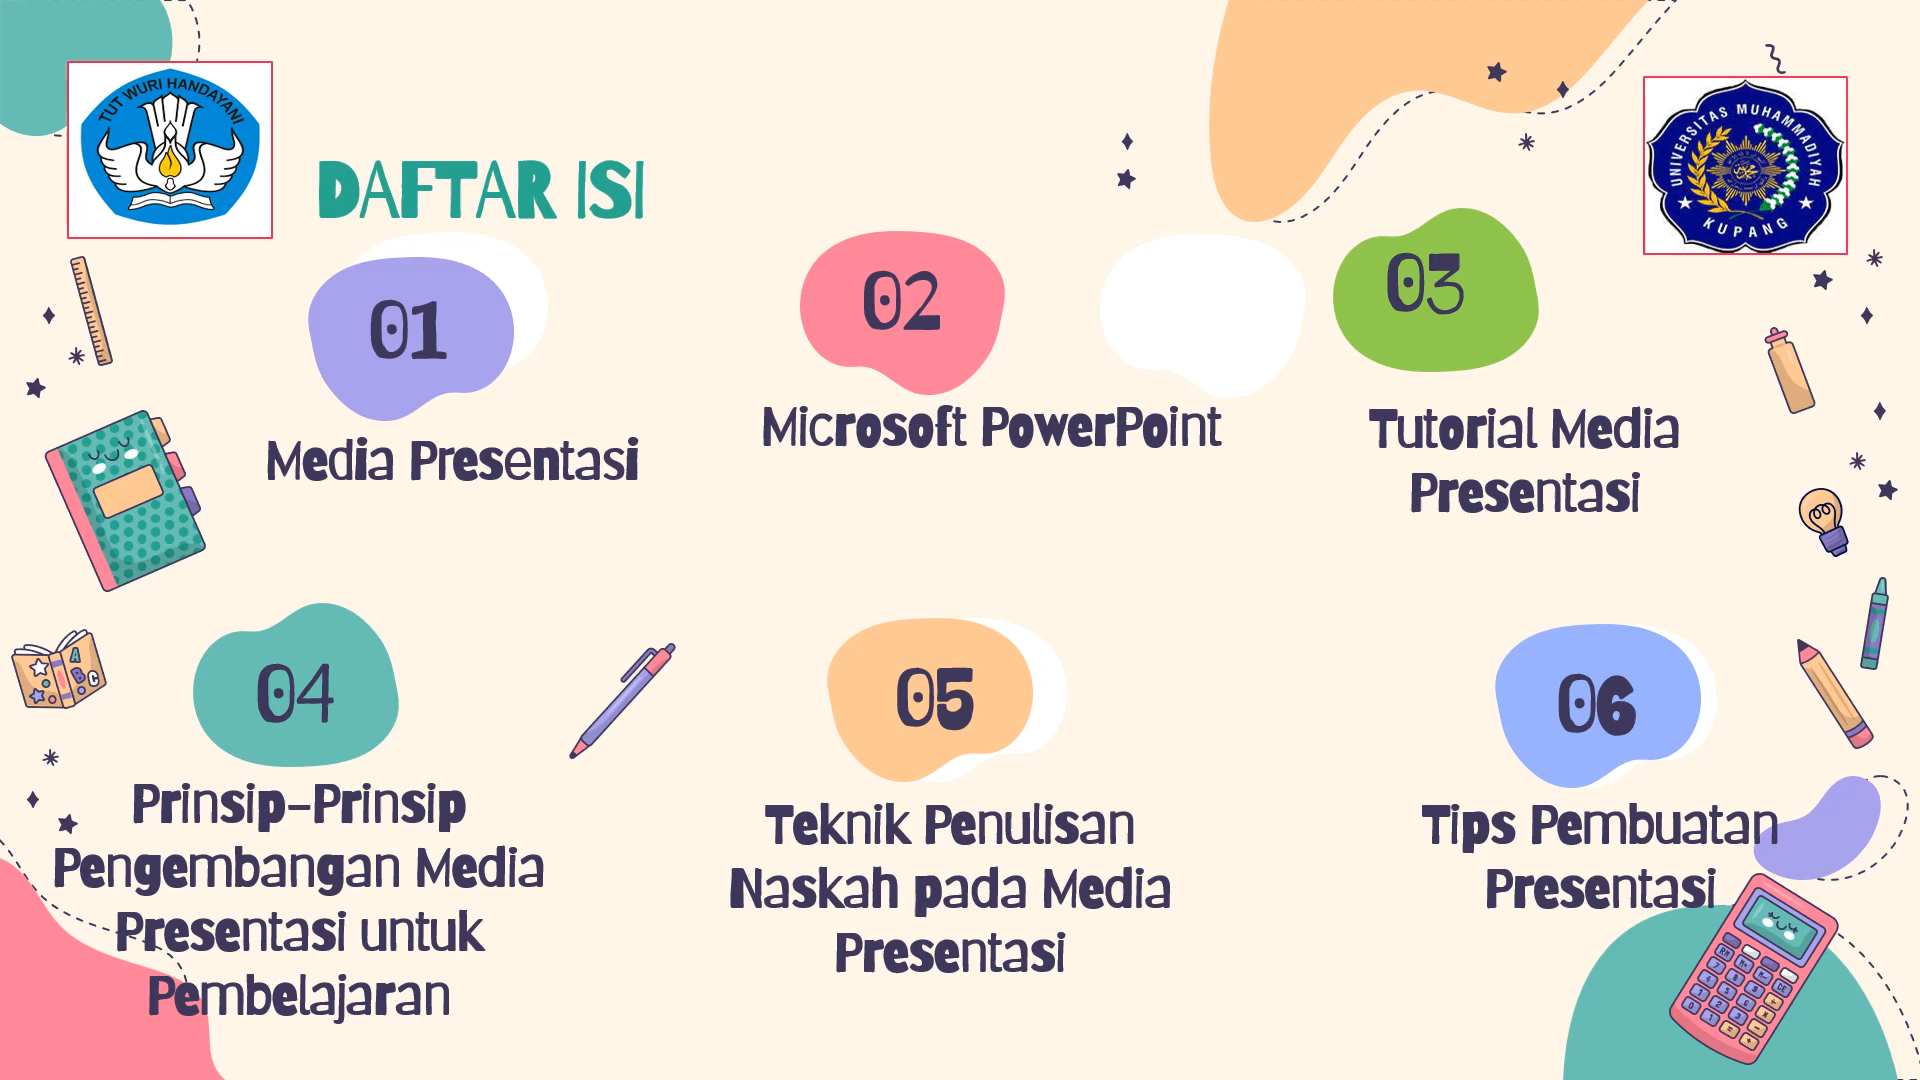 TUT WURI HANDAYANI
UNIVERSITAS MUHAMMADIYAH
KUPANG
DAFTAR ISI
01
Media Presentasi
02
Microsoft PowerPoint
03
Tutorial Media
Presentasi
04
Prinsip-Prinsip
Pengembangan Media
Presentasi untuk
Pembelajaran
05
Teknik Penulisan
Naskah pada Media
Presentasi
06
Tips Pembuatan
Presentasi
A
B
C